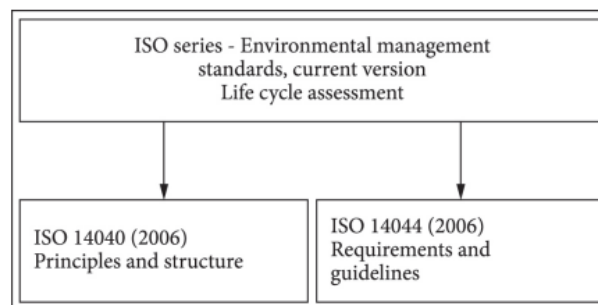 ISO series - Environmental management
standards, current version
Life cycle assessment
ISO 14040 (2006)
Principles and structure
ISO 14044 (2006)
Requirements and
guidelines